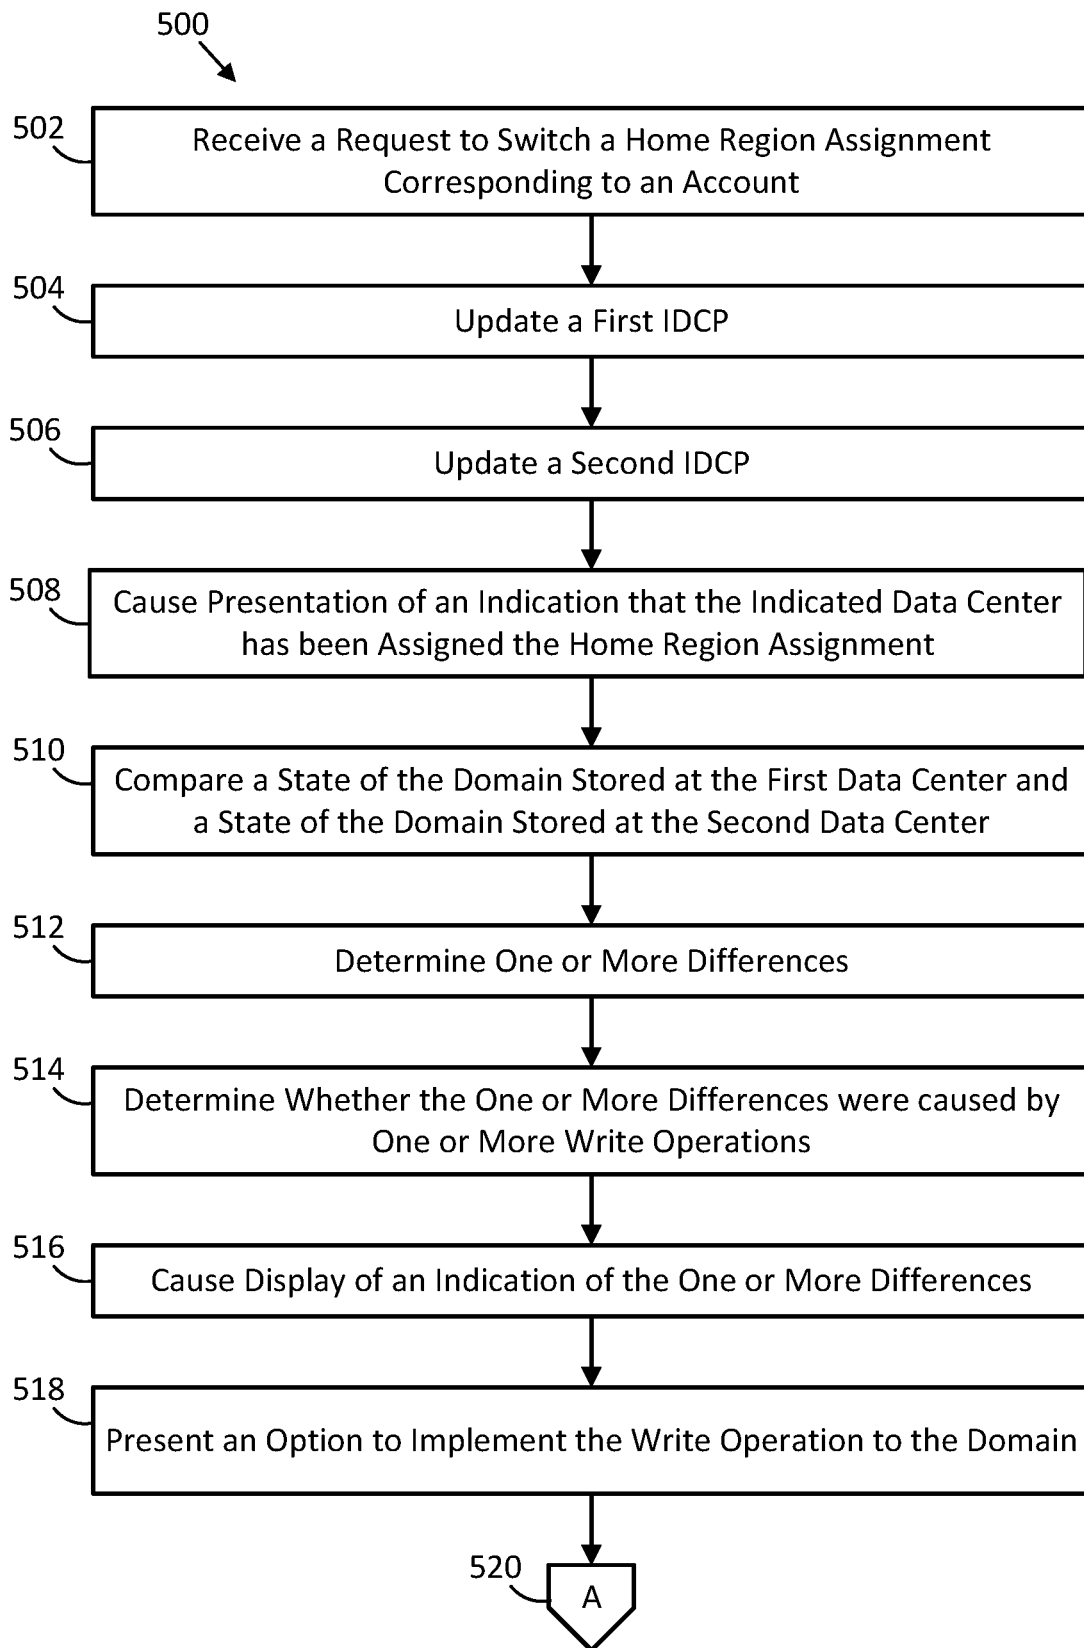 500
502
Receive a Request to Switch a Home Region Assignment
Corresponding to an Account
504
Update a First IDCP
506
Update a Second IDCP
508
Cause Presentation of an Indication that the Indicated Data Center
has been Assigned the Home Region Assignment
510
Compare a State of the Domain Stored at the First Data Center and
a State of the Domain Stored at the Second Data Center
512
Determine One or More Differences
514
Determine Whether the One or More Differences were caused by
One or More Write Operations
516
Cause Display of an Indication of the One or More Differences
518
Present an Option to Implement the Write Operation to the Domain
520
A